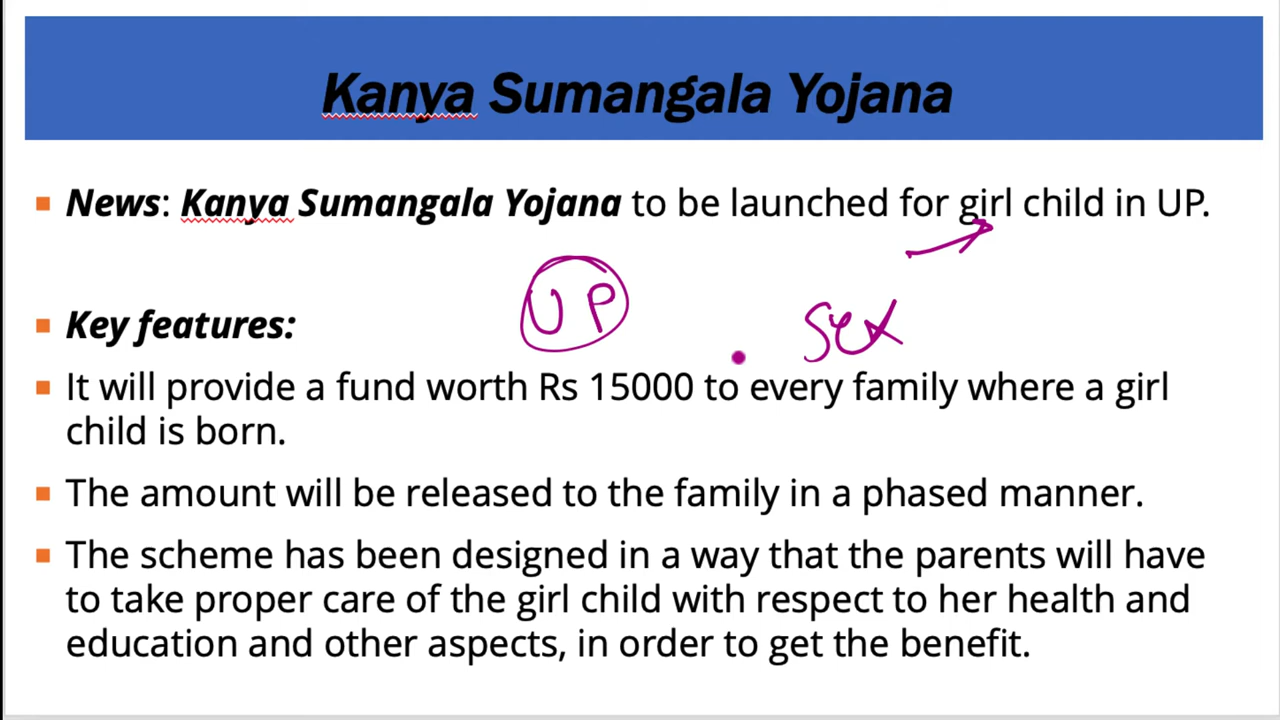 Kanya Sumangala Yojana
News: Kanya Sumangala Yojana to be launched for girl child in UP.
UP
sex
Key features:
It will provide a fund worth Rs 15000 to every family where a girl
child is born.
The amount will be released to the family in a phased manner.
The scheme has been designed in a way that the parents will have
to take proper care of the girl child with respect to her health and
education and other aspects, in order to get the benefit.